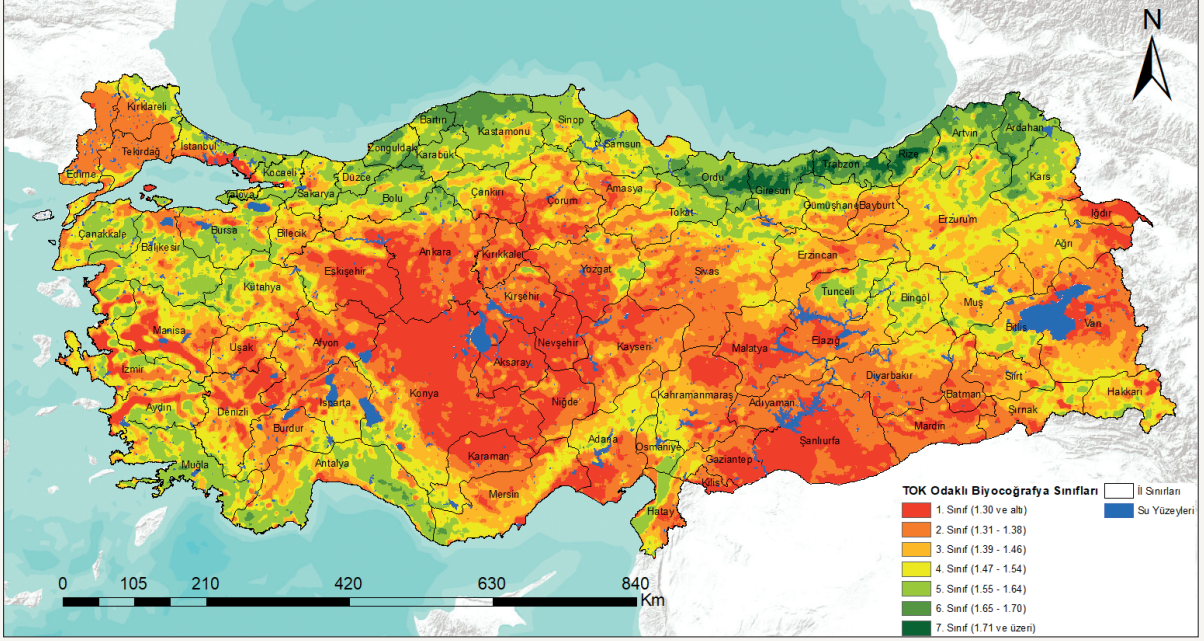 N
Kırklareli
Tekirdağ
Edirne
İstanbul
Kocaeli
Yalova
Sakarya
Düzce
Bolu
Zonguldak
Bartın
Karabük
Kastamonu
Sinop
Samsun
Çankırı
Çorum
Amasya
Tokat
Ordu
Giresun
Trabzon
Rize
Artvin
Ardahan
Kars
Gümüşhane
Bayburt
Erzurum
Iğdır
Ağrı
Çanakkale
Balıkesir
Bursa
Bilecik
Eskişehir
Ankara
Kırıkkale
Yozgat
Sivas
Erzincan
Tunceli
Bingöl
Muş
Bitlis
Van
Kütahya
Kırşehir
Manisa
Uşak
Afyon
Nevşehir
Aksaray
Kayseri
Malatya
Elazığ
Diyarbakır
Siirt
Batman
Şırnak
Hakkari
İzmir
Aydın
Denizli
Isparta
Burdur
Konya
Niğde
Kahramanmaraş
Adıyaman
Mardin
Şanlıurfa
Muğla
Antalya
Karaman
Mersin
Adana
Osmaniye
Gaziantep
Kilis
Hatay
TOK Odaklı Biyocoğrafya Sınıfları
1. Sınıf (1.30 ve altı)
2. Sınıf (1.31 - 1.38)
3. Sınıf (1.39 - 1.46)
4. Sınıf (1.47 - 1.54)
5. Sınıf (1.55 - 1.64)
6. Sınıf (1.65 - 1.70)
7. Sınıf (1.71 ve üzeri)
İl Sınırları
Su Yüzeyleri
0 105 210 420 630 840
Km